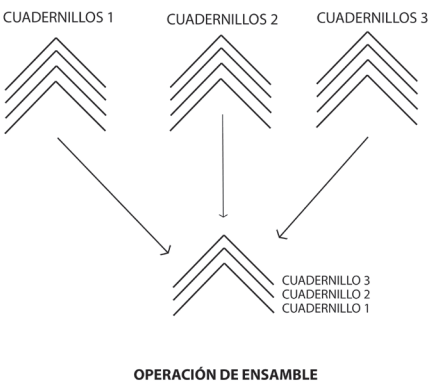 CUADERNILLOS 1
CUADERNILLOS 2
CUADERNILLOS 3
CUADERNILLO 3
CUADERNILLO 2
CUADERNILLO 1
OPERACIÓN DE ENSAMBLE